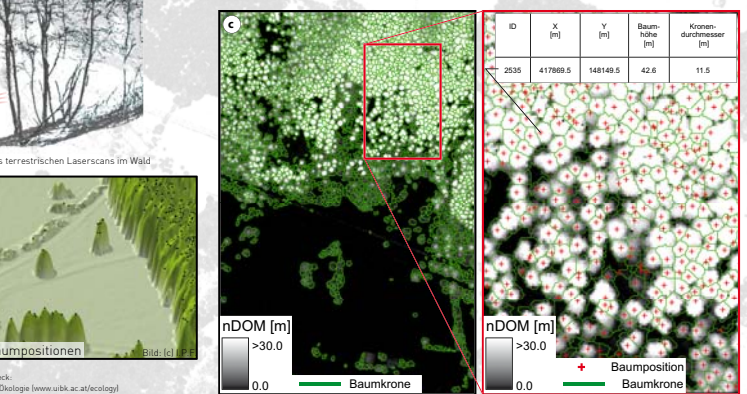 s terrestrischen Laserscans im Wald
aumpositionen
Bild: (c) I.P.F.
ck:
Ökologie (www.uibk.ac.at/ecology)
c
nDOM [m]
>30.0
0.0
Baumkrone
ID
X
[m]
Y
[m]
Baum-
höhe
[m]
Kronen-
durchmesser
[m]
2535
417869.5
148149.5
42.6
11.5
nDOM [m]
>30.0
0.0
Baumposition
Baumkrone